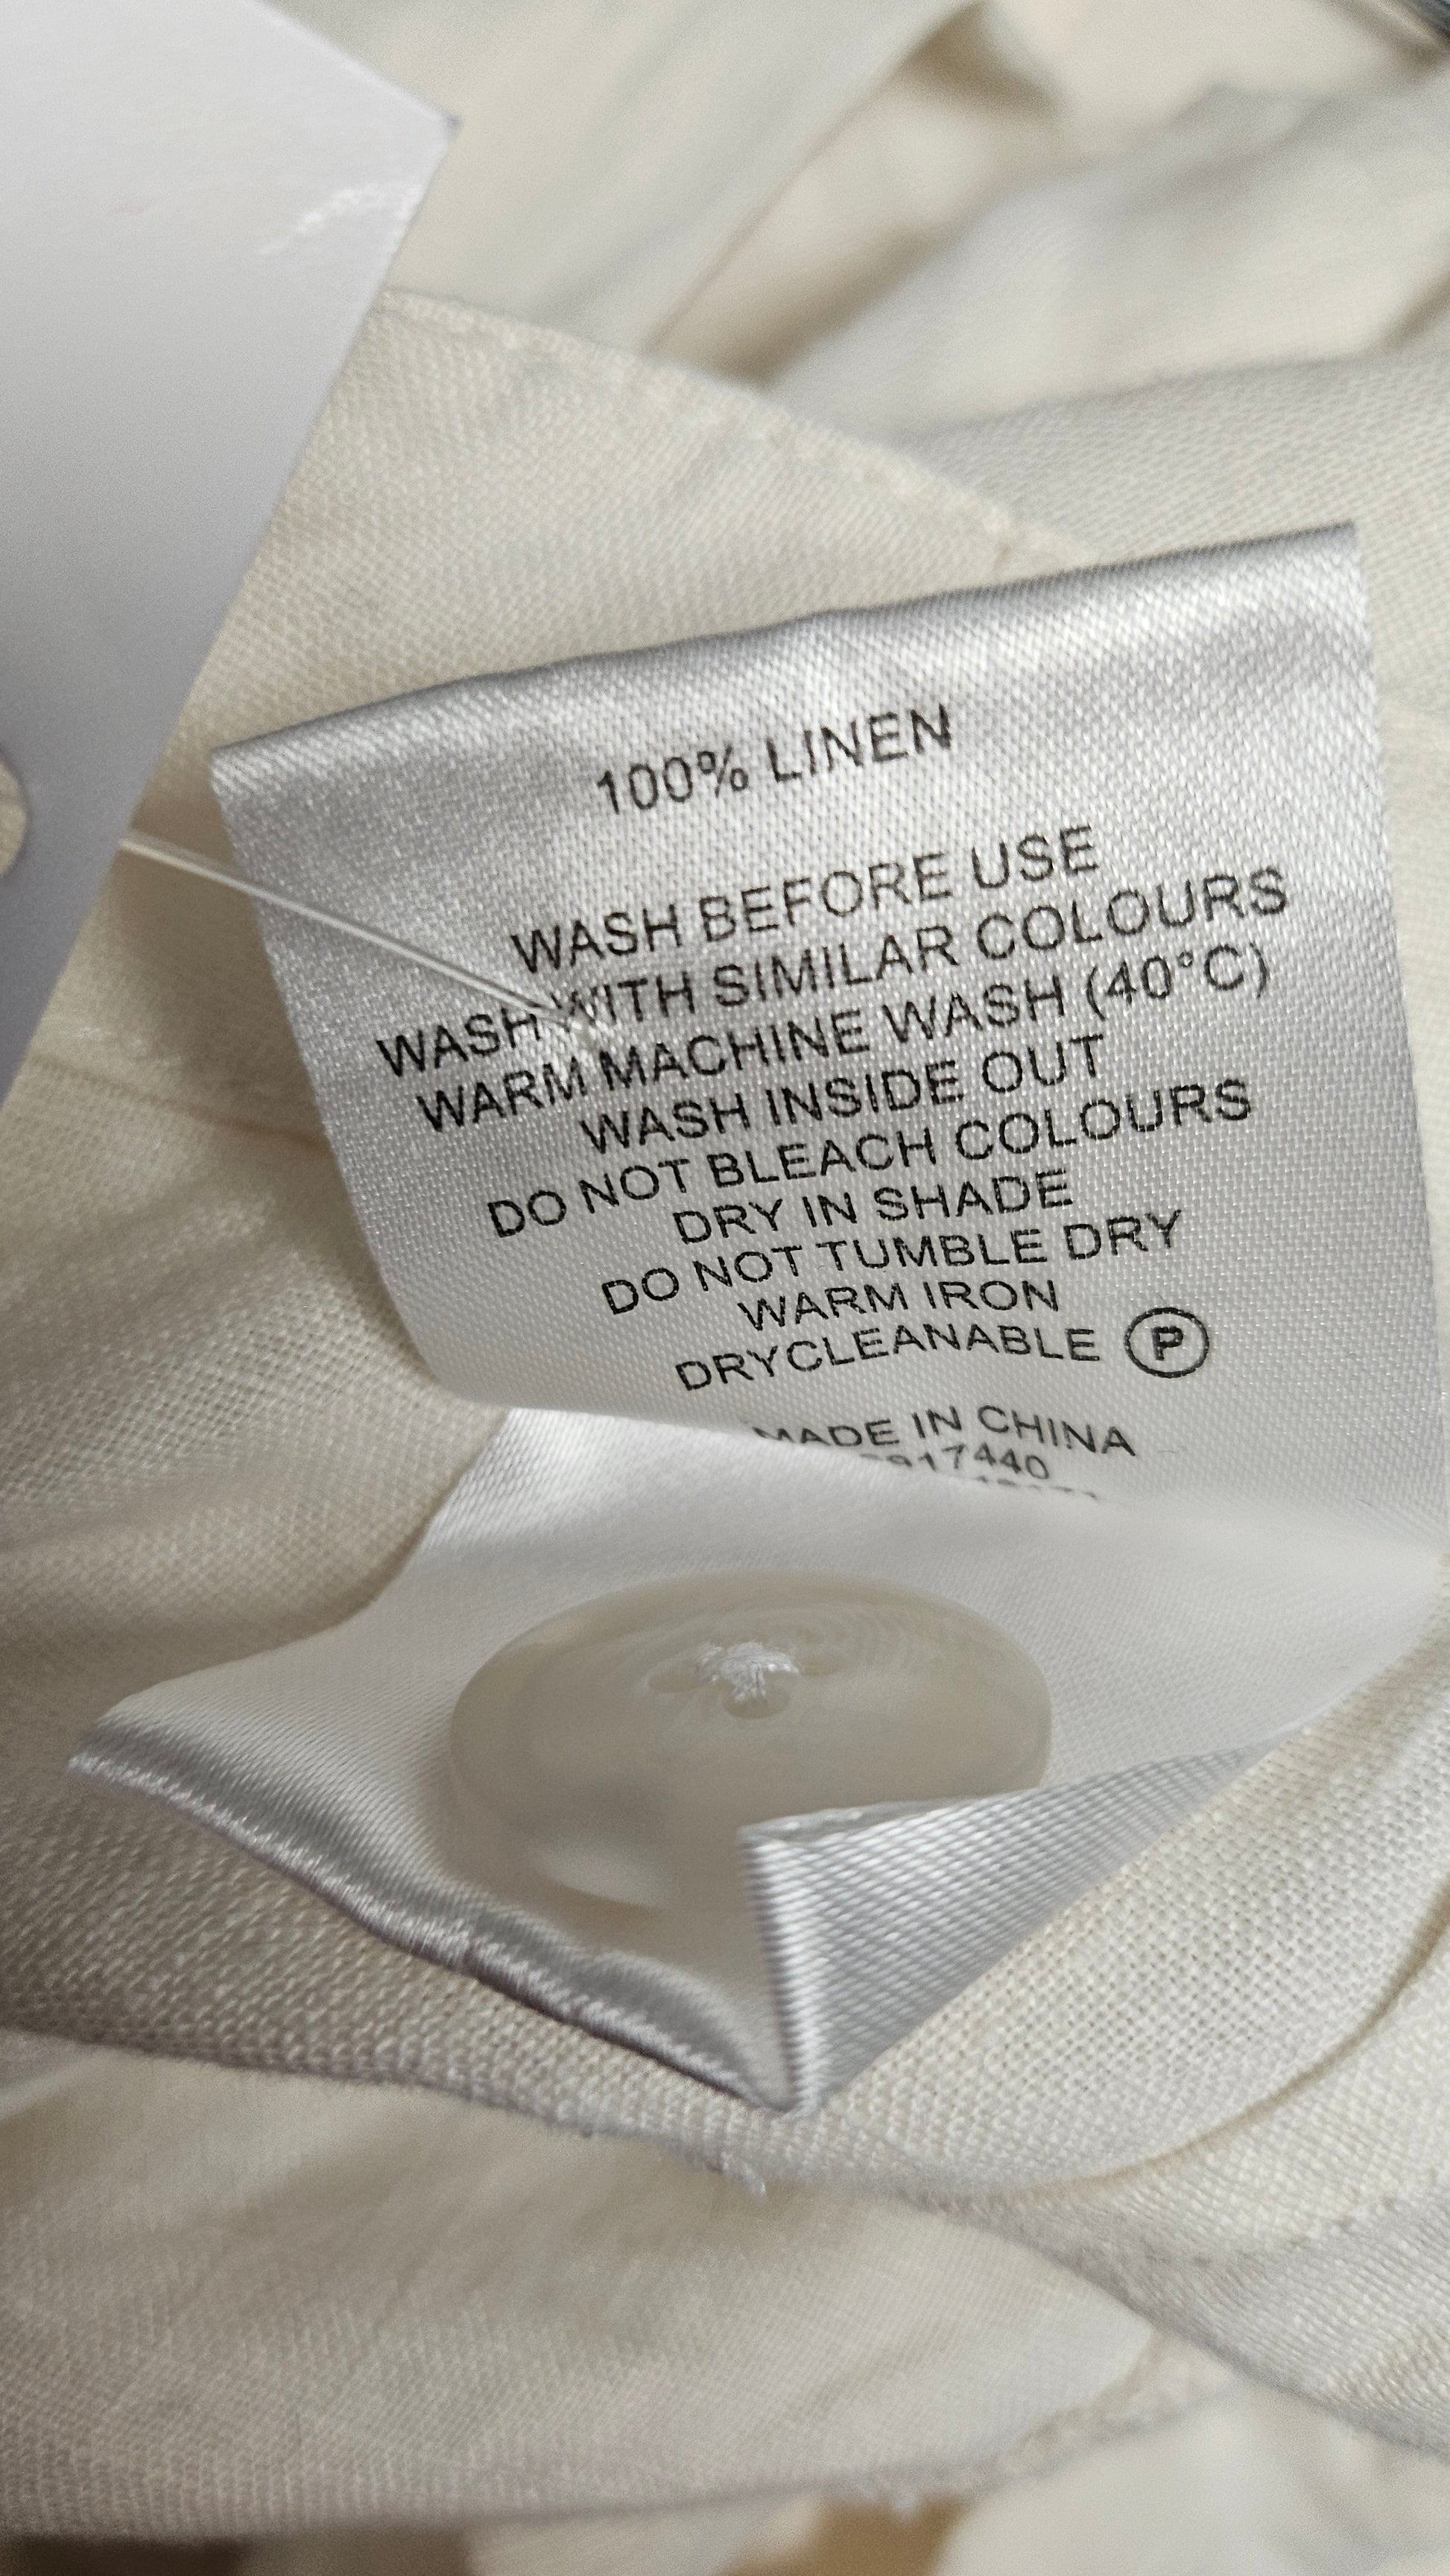 100% LINEN
WASH BEFORE USE
WASH WITH SIMILAR COLOURS
WARM MACHINE WASH (40°C)
WASH INSIDE OUT
DO NOT BLEACH COLOURS
DRY IN SHADE
DO NOT TUMBLE DRY
WARM IRON
DRYCLEANABLE Ⓟ
MADE IN CHINA